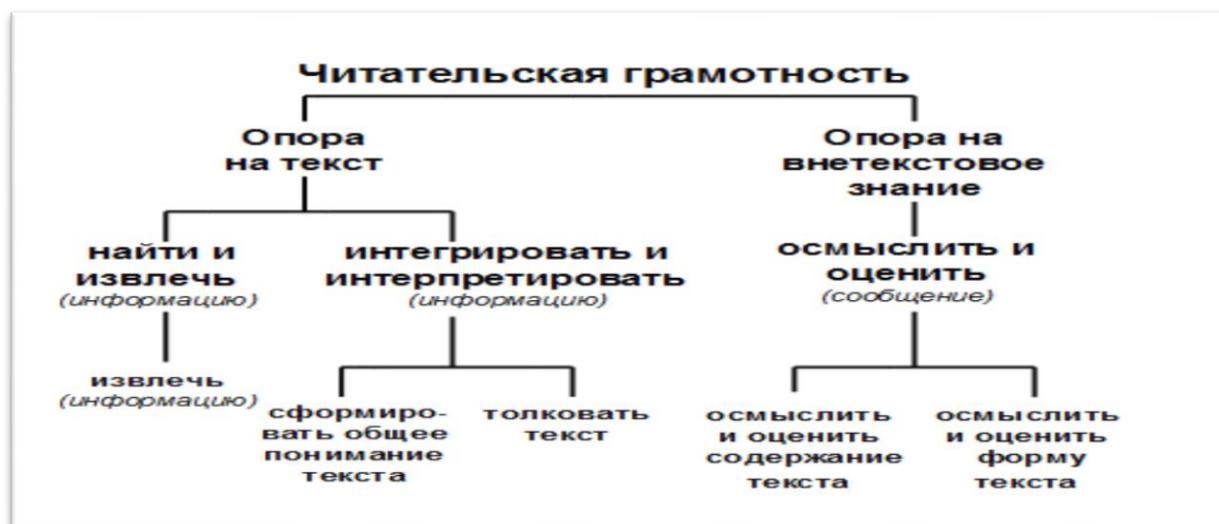 Читательская грамотность
Опора
на текст
Опора на
внетекстовое
знание
найти и
извлечь
(информацию)
интегрировать и
интерпретировать
(информацию)
осмыслить и
оценить
(сообщение)
извлечь
(информацию)
сформиро-
вать общее
понимание
текста
толковать
текст
осмыслить
и оценить
содержание
текста
осмыслить
и оценить
форму
текста